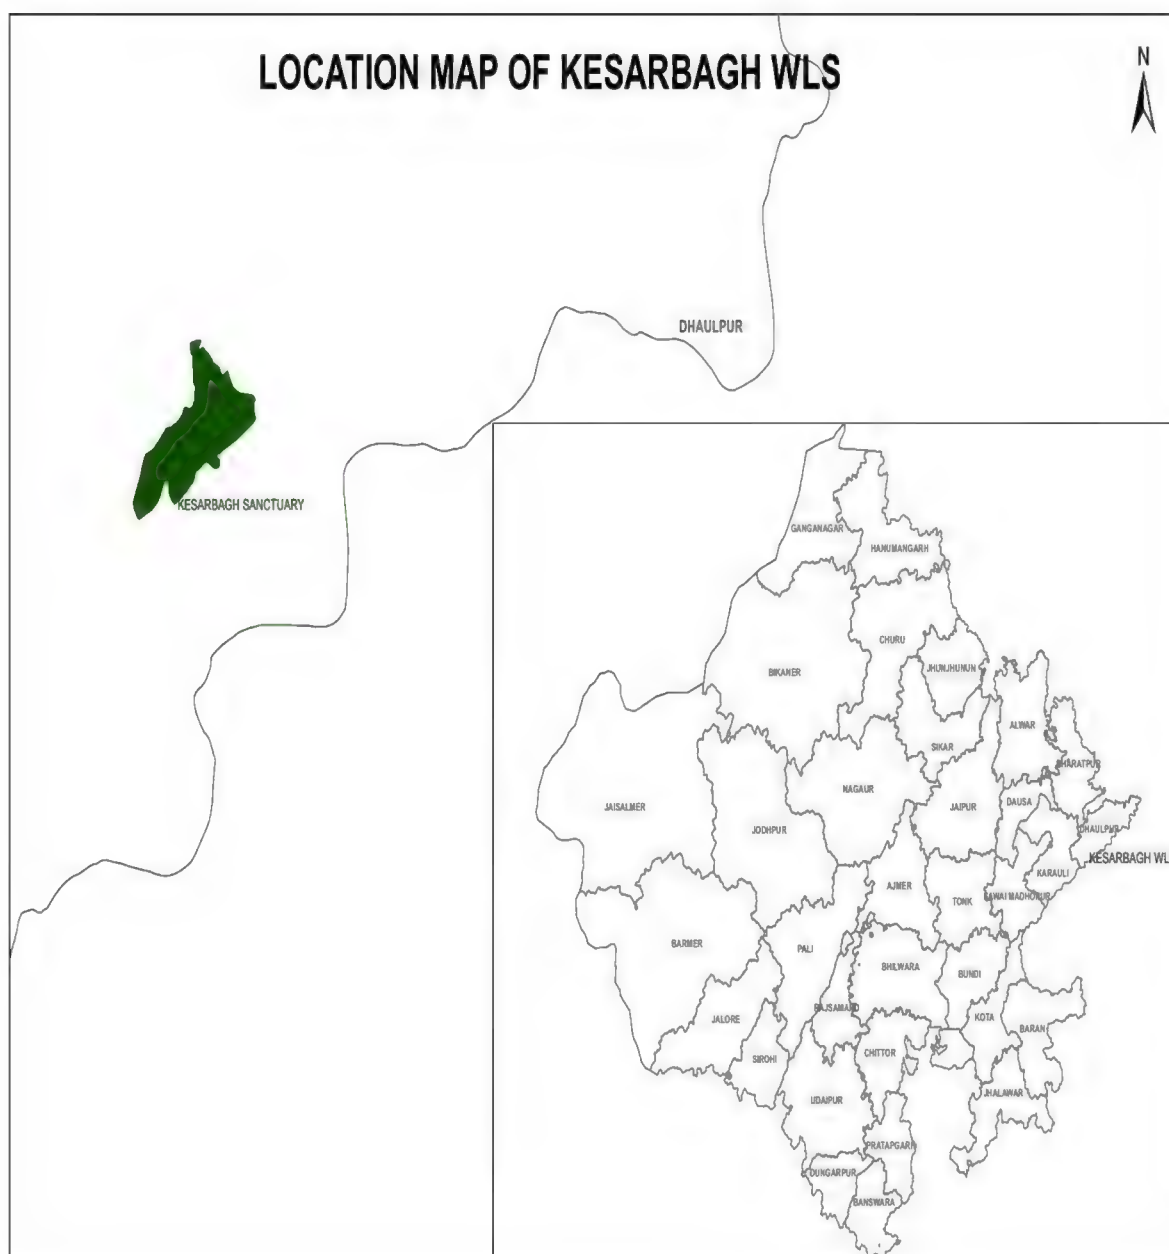 LOCATION MAP OF KESARBAGH WLS
N
DHAULPUR
KESARBAGH SANCTUARY
GANGANAGAR
HANUMANGARH
CHURU
BIKANER
JHUNJHUNUN
ALWAR
SIKAR
BHARATPUR
NAGAUR
JAISALMER
JAIPUR
DAUSA
JODHPUR
DHAULPUR
KESARBAGH WL
KARAULI
AJMER
SAWAI MADHOPUR
TONK
BARMER
PALI
BHILWARA
BUNDI
RAJSAMAND
KOTA
JALORE
BARAN
CHITTOR
SIROHI
JHALAWAR
UDAIPUR
PRATAPGARH
DUNGARPUR
BANSWARA